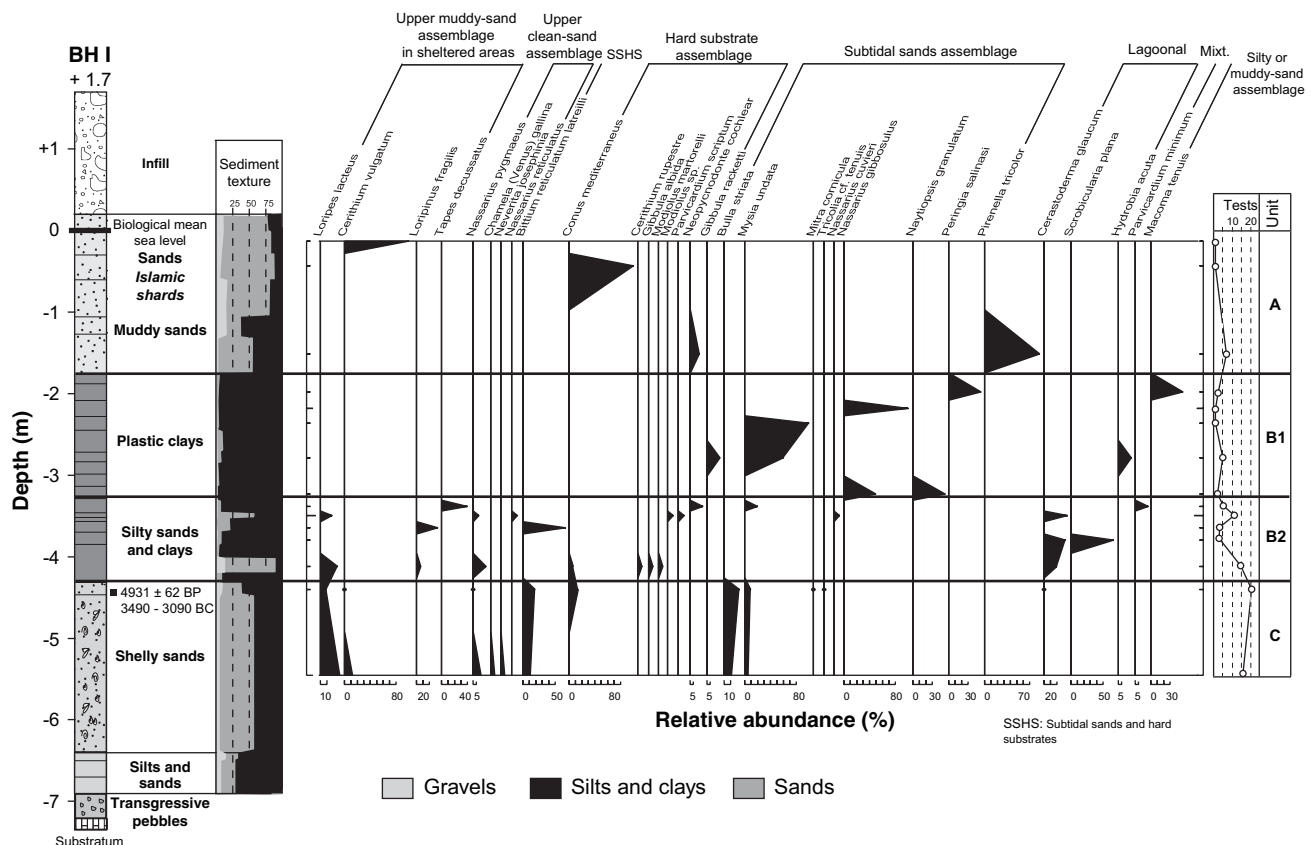 BH I
+ 1.7
Upper muddy-sand
assemblage
in sheltered areas
Upper
clean-sand
assemblage
SSHS
Hard substrate
assemblage
Subtidal sands assemblage
Lagoonal
Mixt.
Silty or
muddy-sand
assemblage
Loripes lacteus
Cerithium vulgatum
Loripinus fragilis
Tapes decussatus
Nassarius pygmaeus
Chamela (Venus) gallina
Neverita josephinia
Nassarius reticulatus
Bittium reticulatum latreilli
Conus mediterraneus
Cerithium rupestre
Gibbula albida
Modiolus martorelli
Modiolus sp.
Parvicardium scriptum
Neopycnodonte cochlear
Gibbula racketti
Bulla striata
Mysia undata
Mitra cornicula
Tricolia cf. tenuis
Nassarius cuvieri
Nassarius gibbosulus
Naytiopsis granulatum
Peringia salinasi
Pirenella tricolor
Cerastoderma glaucum
Scrobicularia plana
Hydrobia acuta
Parvicardium minimum
Macoma tenuis
Depth (m)
+1
0
-1
-2
-3
-4
-5
-6
-7
Infill
Biological mean
sea level
Sands
Islamic
shards
Muddy sands
Plastic clays
Silty sands
and clays
4931 ± 62 BP
3490 - 3090 BC
Shelly sands
Silts and
sands
Transgressive
pebbles
Substratum
Sediment
texture
25 50 75
Tests
10 20
Unit
A
B1
B2
C
10 0 80 20 40 5 0 50 0 80 5 5 10 0 80 0 80 0 30 0 30 0 70 20 0 50 5 5 0 30
Relative abundance (%)
SSHS: Subtidal sands and hard
substrates
Gravels
Silts and clays
Sands